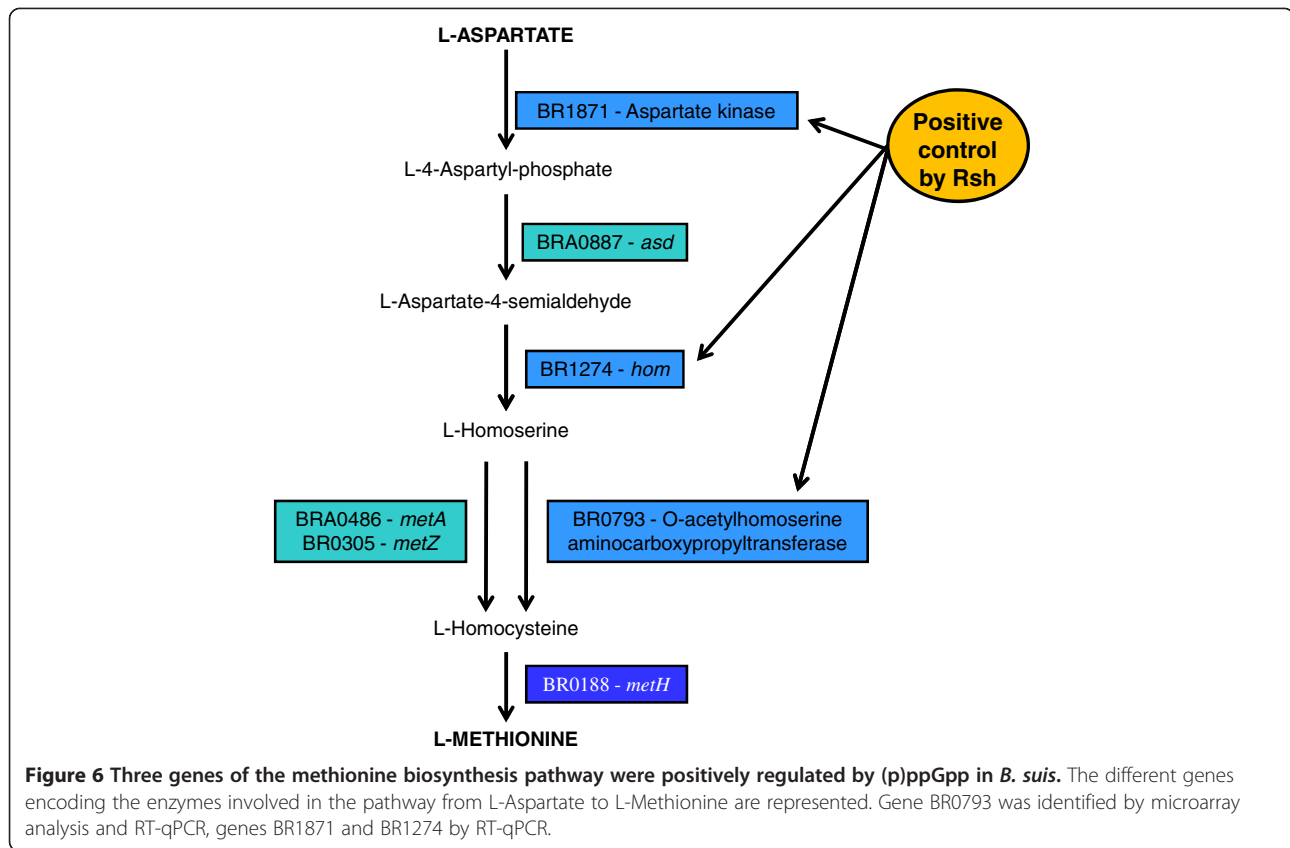 L-ASPARTATE
BR1871 - Aspartate kinase
Positive
control
by Rsh
L-4-Aspartyl-phosphate
BRA0887 - asd
L-Aspartate-4-semialdehyde
BR1274 - hom
L-Homoserine
BRA0486 - metA
BR0305 - metZ
BR0793 - O-acetylhomoserine
aminocarboxypropyltransferase
L-Homocysteine
BR0188 - metH
L-METHIONINE
Figure 6 Three genes of the methionine biosynthesis pathway were positively regulated by (p)ppGpp in B. suis. The different genes
encoding the enzymes involved in the pathway from L-Aspartate to L-Methionine are represented. Gene BR0793 was identified by microarray
analysis and RT-qPCR, genes BR1871 and BR1274 by RT-qPCR.